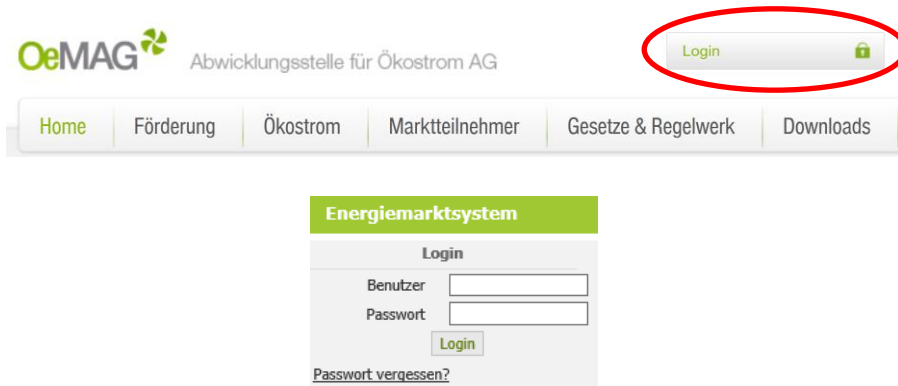 OeMAG Abwicklungsstelle für Ökostrom AG
Login
Home Förderung Ökostrom Marktteilnehmer Gesetze & Regelwerk Downloads
Energiemarktsystem
Login
Benutzer
Passwort
Login
Passwort vergessen?